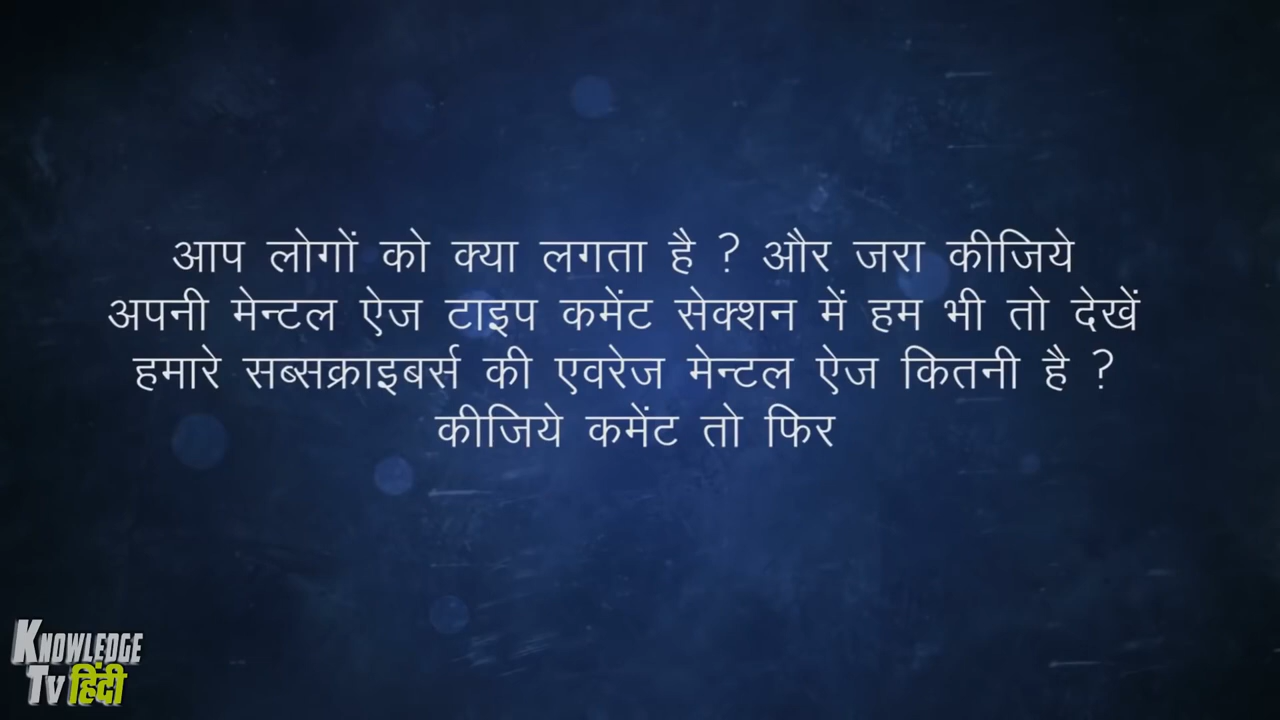 आप लोगों को क्या लगता है ? और जरा कीजिये
अपनी मेन्टल ऐज टाइप कमेंट सेक्शन में हम भी तो देखें
हमारे सब्सक्राइबर्स की एवरेज मेन्टल ऐज कितनी है ?
कीजिये कमेंट तो फिर
KNOWLEDGE
TV हिंदी